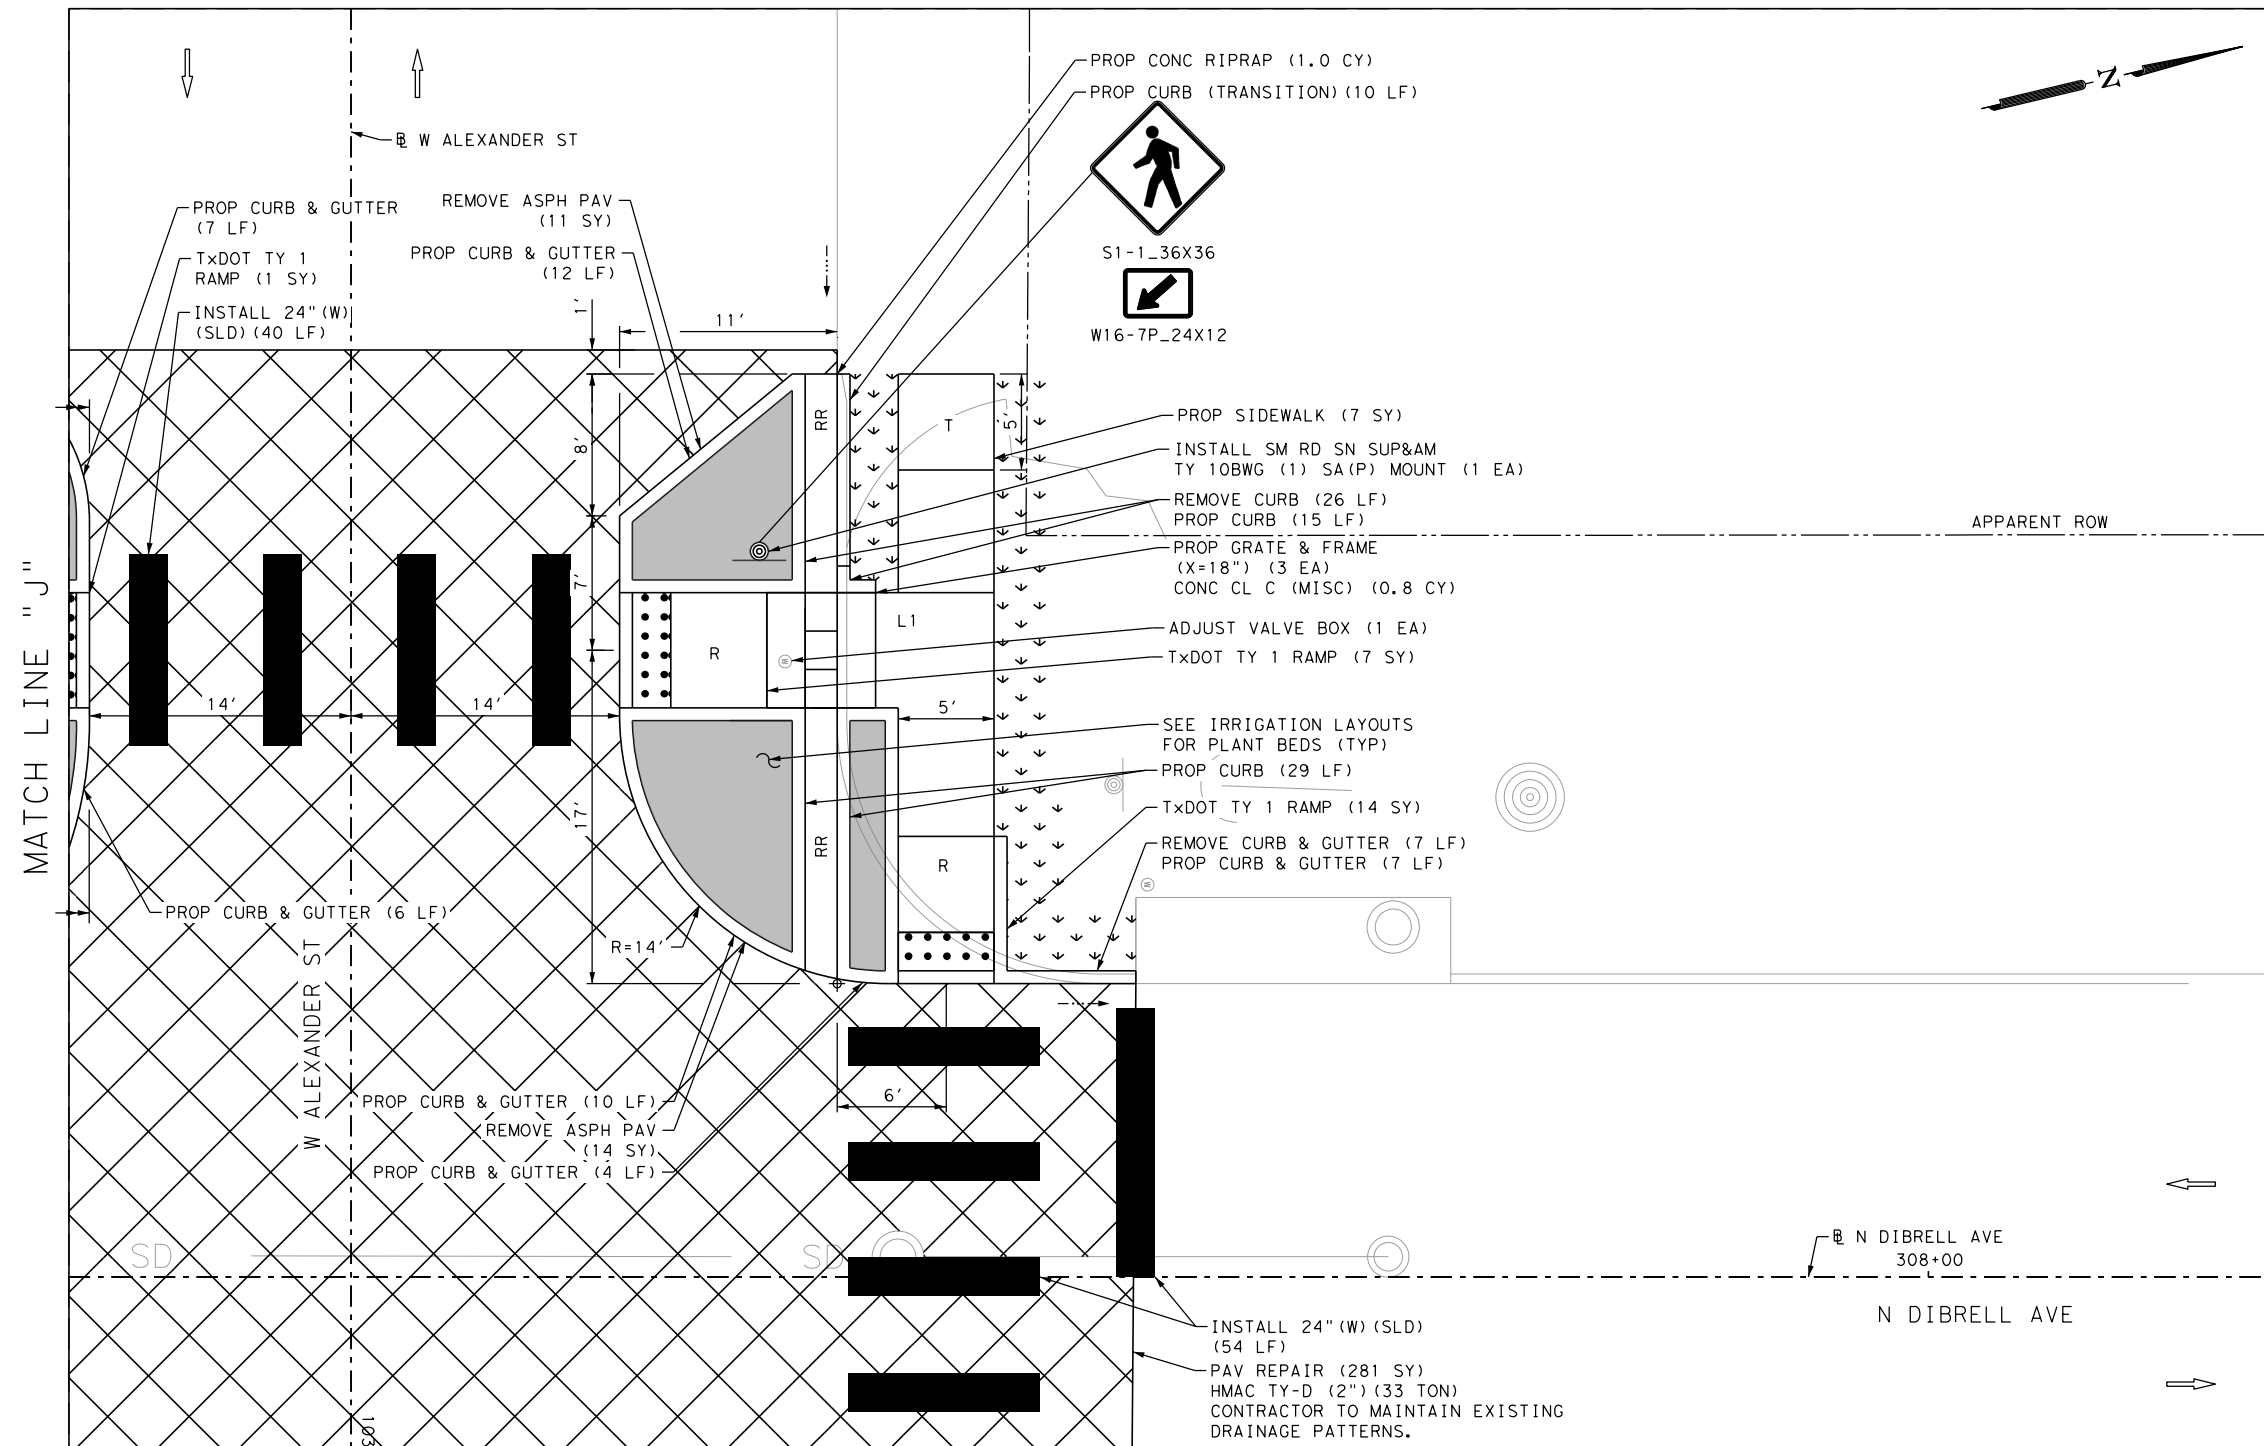 PROP CONC RIPRAP (1.0 CY)
PROP CURB (TRANSITION)(10 LF)
N
℄ W ALEXANDER ST
PROP CURB & GUTTER
(7 LF)
REMOVE ASPH PAV
(11 SY)
TxDOT TY 1
RAMP (1 SY)
PROP CURB & GUTTER
(12 LF)
S1-1_36X36
W16-7P_24X12
INSTALL 24"(W)
(SLD)(40 LF)
1'
11'
8'
7'
17'
RR
T
5'
PROP SIDEWALK (7 SY)
INSTALL SM RD SN SUP&AM
TY 10BWG (1) SA(P) MOUNT (1 EA)
REMOVE CURB (26 LF)
PROP CURB (15 LF)
APPARENT ROW
PROP GRATE & FRAME
(X=18") (3 EA)
CONC CL C (MISC) (0.8 CY)
L1
R
W
ADJUST VALVE BOX (1 EA)
TxDOT TY 1 RAMP (7 SY)
MATCH LINE "J"
14'
14'
5'
SEE IRRIGATION LAYOUTS
FOR PLANT BEDS (TYP)
PROP CURB (29 LF)
TxDOT TY 1 RAMP (14 SY)
RR
R
REMOVE CURB & GUTTER (7 LF)
PROP CURB & GUTTER (7 LF)
W
PROP CURB & GUTTER (6 LF)
R=14'
W ALEXANDER ST
PROP CURB & GUTTER (10 LF)
REMOVE ASPH PAV
(14 SY)
PROP CURB & GUTTER (4 LF)
6'
SD
SD
℄ N DIBRELL AVE
308+00
N DIBRELL AVE
INSTALL 24"(W)(SLD)
(54 LF)
PAV REPAIR (281 SY)
HMAC TY-D (2")(33 TON)
CONTRACTOR TO MAINTAIN EXISTING
DRAINAGE PATTERNS.